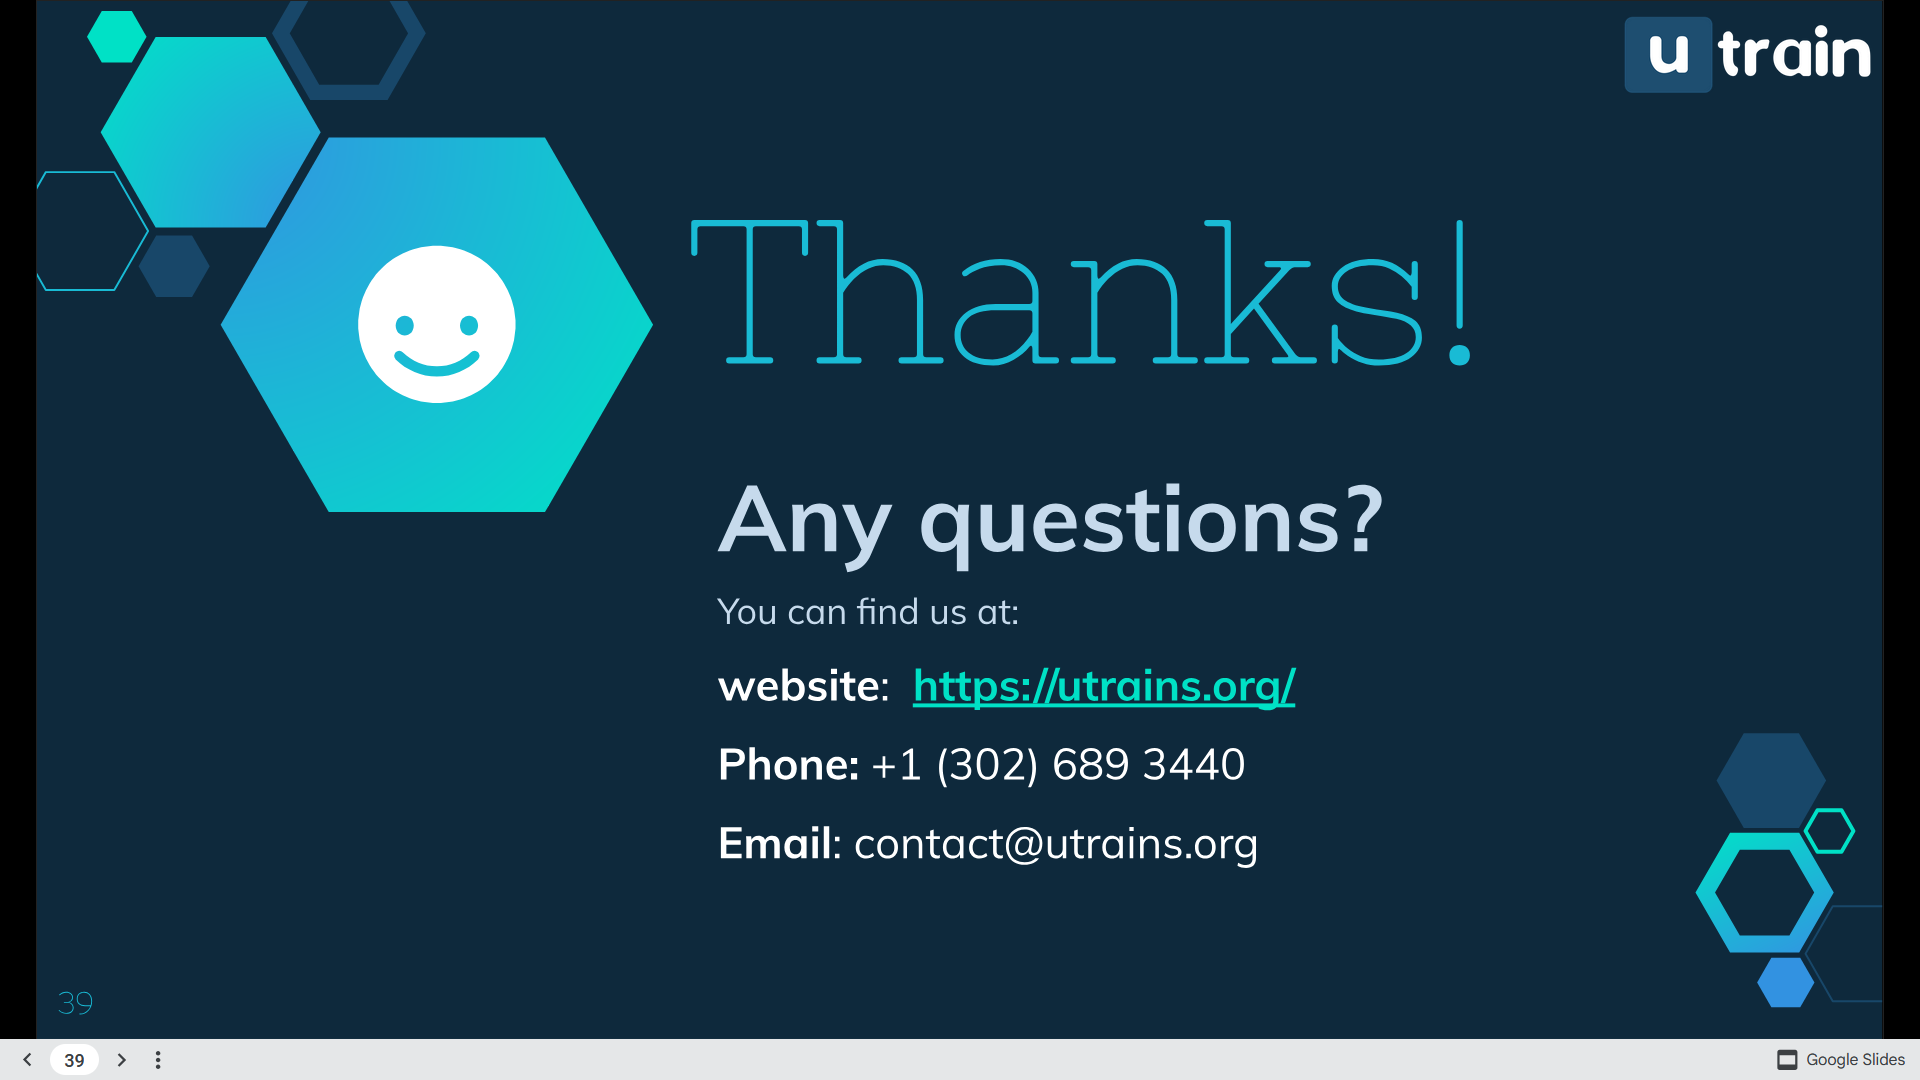 u train
Thanks!
Any questions?
You can find us at:
website: https://utrains.org/
Phone: +1 (302) 689 3440
Email: contact@utrains.org
39
39
Google Slides